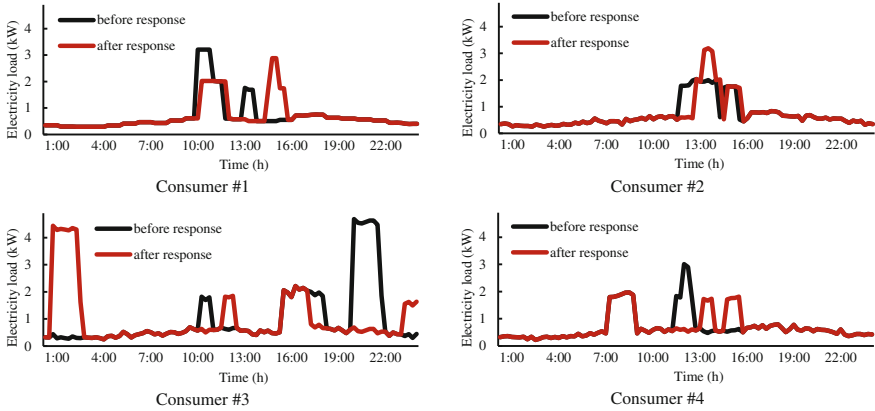 Electricity load (kW)
before response
after response
4
3
2
1
0
1:00 4:00 7:00 10:00 13:00 16:00 19:00 22:00
Time (h)
Consumer #1
Electricity load (kW)
before response
after response
4
3
2
1
0
1:00 4:00 7:00 10:00 13:00 16:00 19:00 22:00
Time (h)
Consumer #2
Electricity load (kW)
before response
after response
4
3
2
1
0
1:00 4:00 7:00 10:00 13:00 16:00 19:00 22:00
Time (h)
Consumer #3
Electricity load (kW)
before response
after response
4
3
2
1
0
1:00 4:00 7:00 10:00 13:00 16:00 19:00 22:00
Time (h)
Consumer #4